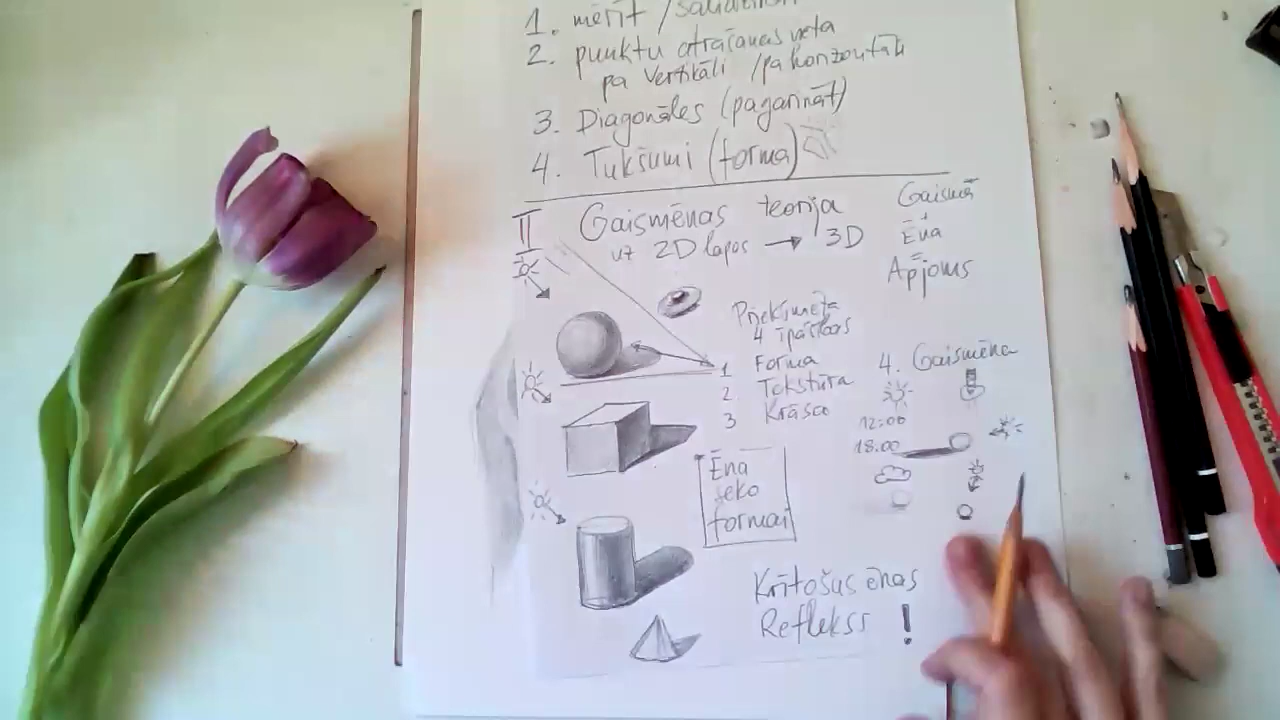 1. mērīt /
2. punktu atrašanās vieta
pa vertikāli /pa horizontāli
3. Diagonāles (pagarināt)
4. Tukšumi (forma)
II Gaismēnas teorija
uz 2D lapas → 3D
Gaisma
+
Ēna
=
Apjoms
Priekšmeta
4 īpašības
1 Forma
2 Tekstūra
3 Krāsa
4. Gaismēna
12:00
18.00
Ēna
seko
formai
Krītošas ēnas
Reflekss !